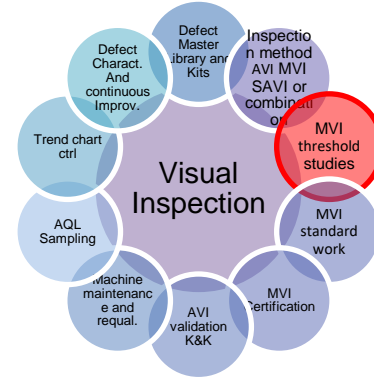 Visual
Inspection
Defect
Master
Library and
Kits
Inspectio
n method
AVI MVI
SAVI or
combinati
on
MVI
threshold
studies
MVI
standard
work
MVI
Certification
AVI
validation
K&K
Machine
maintenanc
e and
requal.
AQL
Sampling
Trend chart
ctrl
Defect
Charact.
And
continuous
Improv.